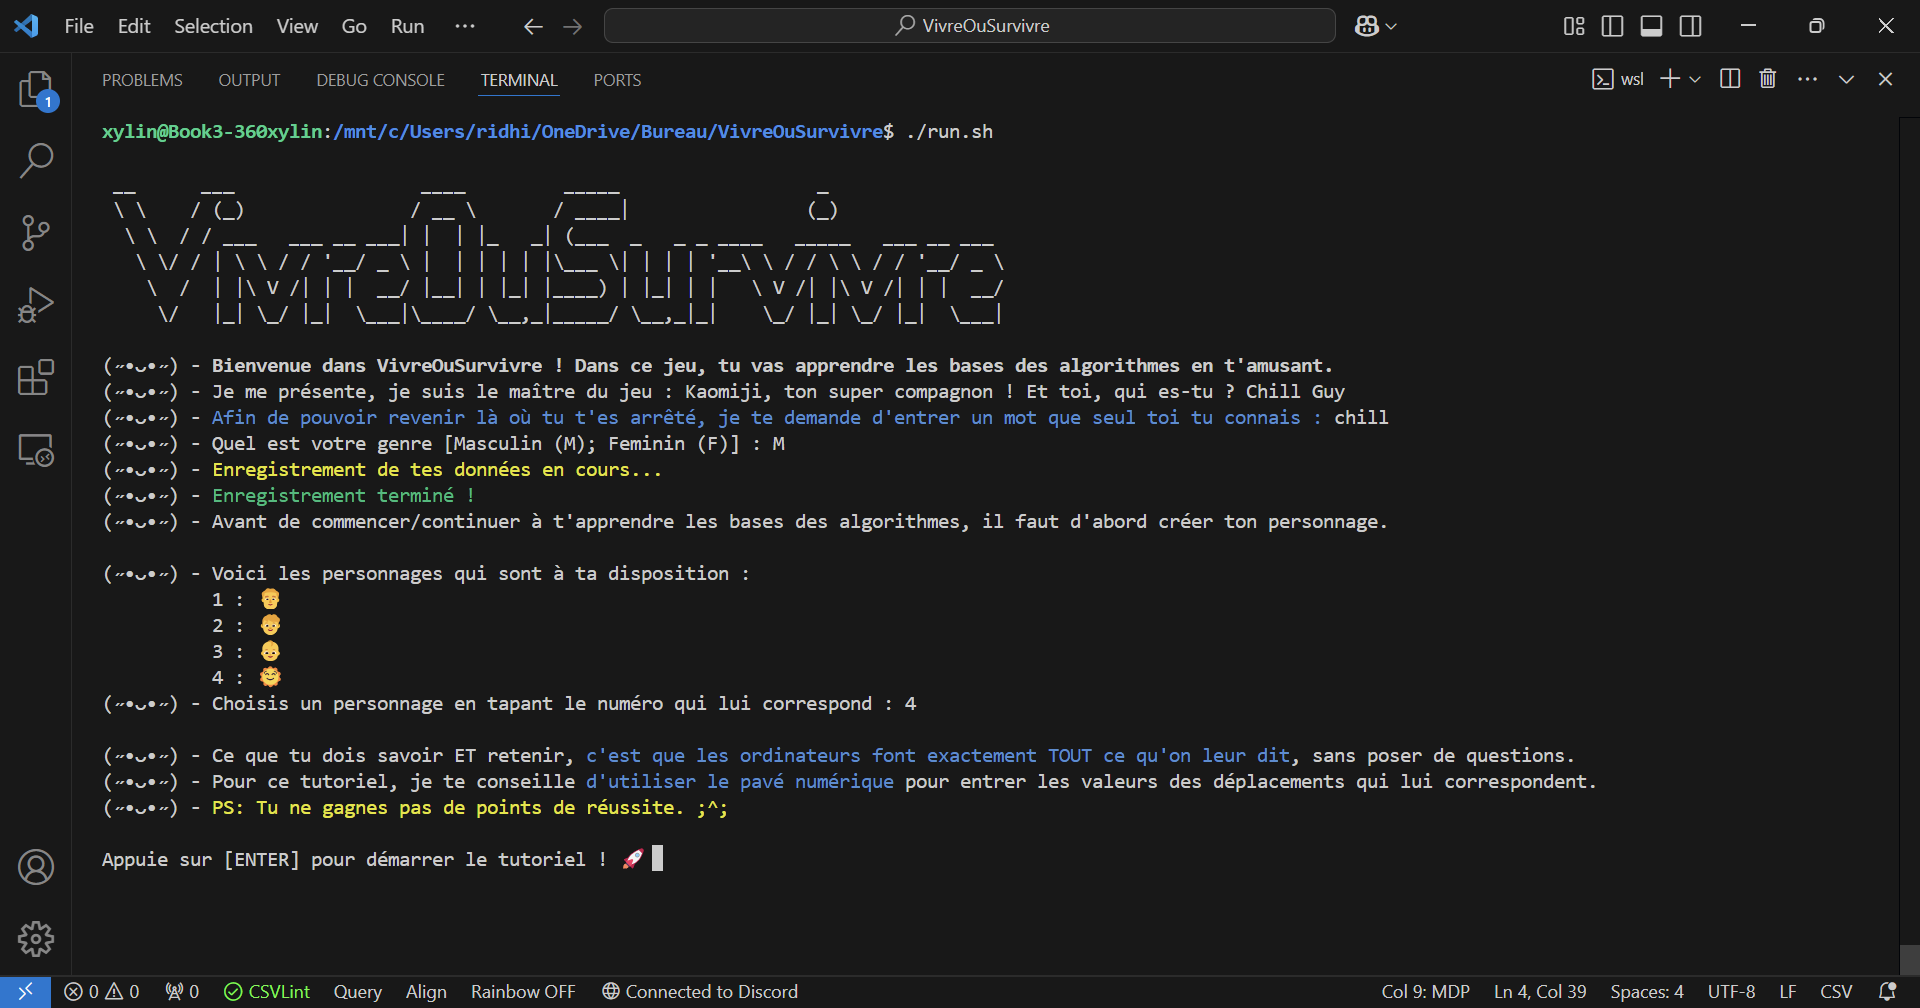 File Edit Selection View Go Run ··· VivreOuSurvivre
PROBLEMS OUTPUT DEBUG CONSOLE TERMINAL PORTS wsl
1
xylin@Book3-360xylin:/mnt/c/Users/ridhi/OneDrive/Bureau/VivreOuSurvivre$ ./run.sh
VivreOuSurvivre
(˶•ᴗ•˶) - Bienvenue dans VivreOuSurvivre ! Dans ce jeu, tu vas apprendre les bases des algorithmes en t'amusant.
(˶•ᴗ•˶) - Je me présente, je suis le maître du jeu : Kaomiji, ton super compagnon ! Et toi, qui es-tu ? Chill Guy
(˶•ᴗ•˶) - Afin de pouvoir revenir là où tu t'es arrêté, je te demande d'entrer un mot que seul toi tu connais : chill
(˶•ᴗ•˶) - Quel est votre genre [Masculin (M); Feminin (F)] : M
(˶•ᴗ•˶) - Enregistrement de tes données en cours...
(˶•ᴗ•˶) - Enregistrement terminé !
(˶•ᴗ•˶) - Avant de commencer/continuer à t'apprendre les bases des algorithmes, il faut d'abord créer ton personnage.
(˶•ᴗ•˶) - Voici les personnages qui sont à ta disposition :
1 : 👨
2 : 👦
3 : 👴
4 : 🌞
(˶•ᴗ•˶) - Choisis un personnage en tapant le numéro qui lui correspond : 4
(˶•ᴗ•˶) - Ce que tu dois savoir ET retenir, c'est que les ordinateurs font exactement TOUT ce qu'on leur dit, sans poser de questions.
(˶•ᴗ•˶) - Pour ce tutoriel, je te conseille d'utiliser le pavé numérique pour entrer les valeurs des déplacements qui lui correspondent.
(˶•ᴗ•˶) - PS: Tu ne gagnes pas de points de réussite. ;^;
Appuie sur [ENTER] pour démarrer le tutoriel ! 🚀
0 0 0 CSVLint Query Align Rainbow OFF Connected to Discord Col 9: MDP Ln 4, Col 39 Spaces: 4 UTF-8 LF CSV